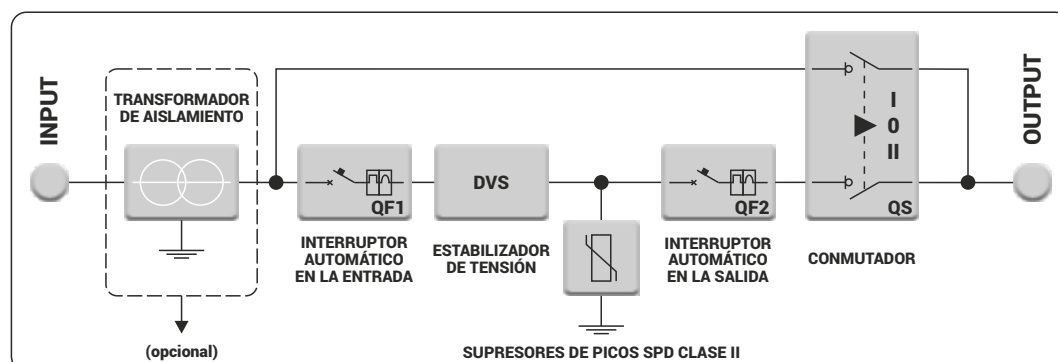 INPUT
TRANSFORMADOR
DE AISLAMIENTO
(opcional)
QF1
INTERRUPTOR
AUTOMÁTICO
EN LA ENTRADA
DVS
ESTABILIZADOR
DE TENSIÓN
SUPRESORES DE PICOS SPD CLASE II
QF2
INTERRUPTOR
AUTOMÁTICO
EN LA SALIDA
I
0
II
QS
CONMUTADOR
OUTPUT